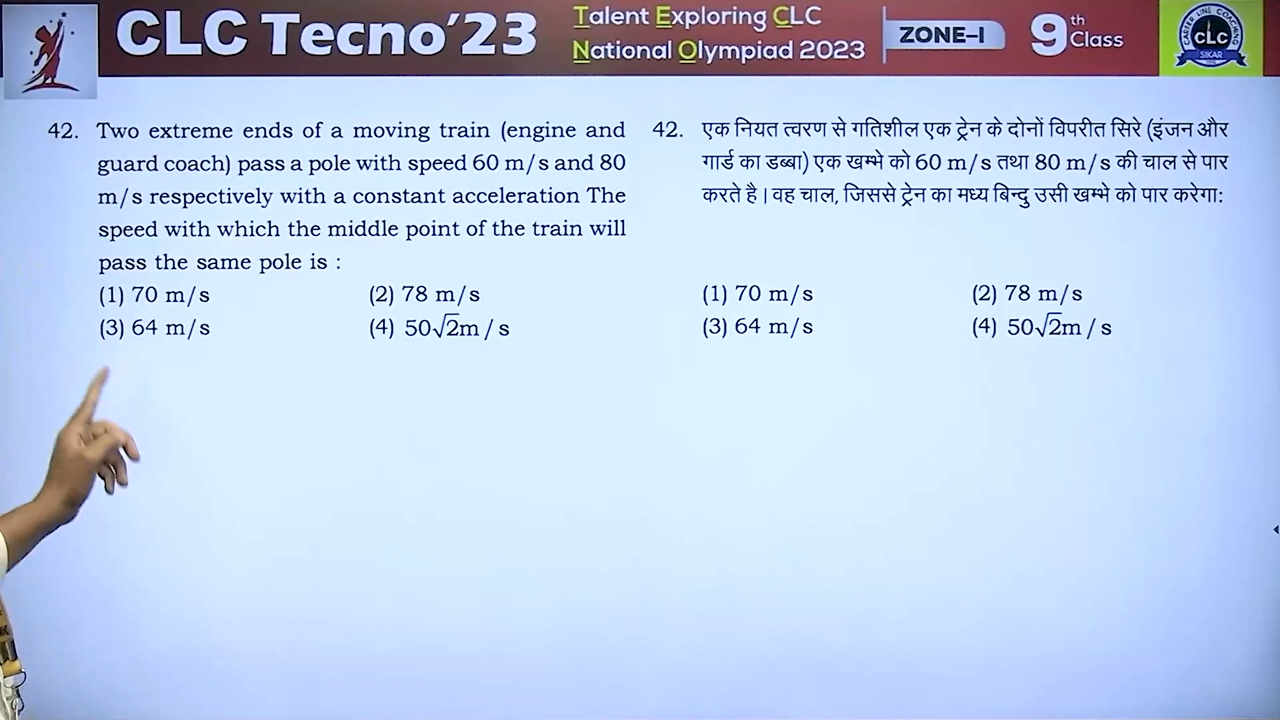 CLC Tecno’23
Talent Exploring CLC
National Olympiad 2023
ZONE–I
9th Class
CAREER LINE COACHING
CLC
SIKAR
42. Two extreme ends of a moving train (engine and
guard coach) pass a pole with speed 60 m/s and 80
m/s respectively with a constant acceleration The
speed with which the middle point of the train will
pass the same pole is :
(1) 70 m/s (2) 78 m/s
(3) 64 m/s (4) 50√2m / s
42. एक नियत त्वरण से गतिशील एक ट्रेन के दोनों विपरीत सिरे (इंजन और
गार्ड का डब्बा) एक खम्भे को 60 m/s तथा 80 m/s की चाल से पार
करते है। वह चाल, जिससे ट्रेन का मध्य बिन्दु उसी खम्भे को पार करेगा:
(1) 70 m/s (2) 78 m/s
(3) 64 m/s (4) 50√2m / s